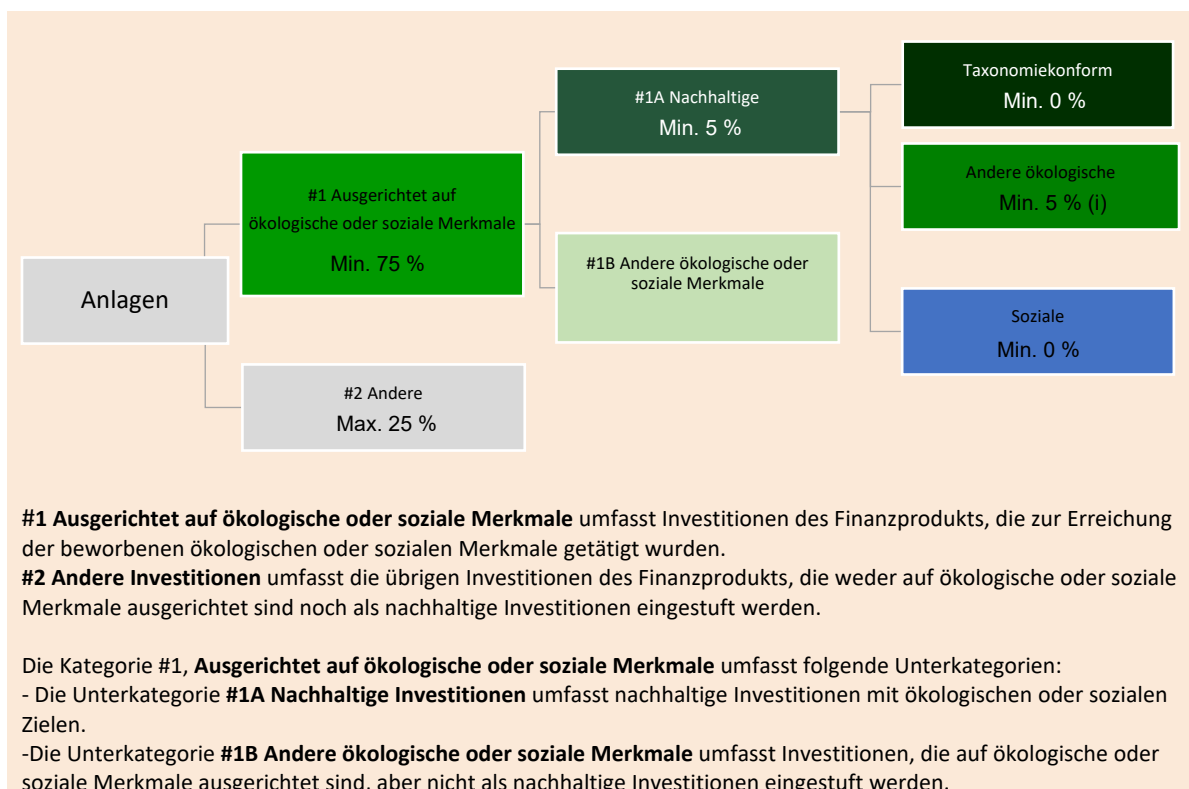 Taxonomiekonform
Min. 0 %
#1A Nachhaltige
Min. 5 %
Andere ökologische
Min. 5 % (i)
#1 Ausgerichtet auf
ökologische oder soziale Merkmale
Min. 75 %
#1B Andere ökologische oder
soziale Merkmale
Anlagen
Soziale
Min. 0 %
#2 Andere
Max. 25 %
#1 Ausgerichtet auf ökologische oder soziale Merkmale umfasst Investitionen des Finanzprodukts, die zur Erreichung
der beworbenen ökologischen oder sozialen Merkmale getätigt wurden.
#2 Andere Investitionen umfasst die übrigen Investitionen des Finanzprodukts, die weder auf ökologische oder soziale
Merkmale ausgerichtet sind noch als nachhaltige Investitionen eingestuft werden.
Die Kategorie #1, Ausgerichtet auf ökologische oder soziale Merkmale umfasst folgende Unterkategorien:
- Die Unterkategorie #1A Nachhaltige Investitionen umfasst nachhaltige Investitionen mit ökologischen oder sozialen
Zielen.
-Die Unterkategorie #1B Andere ökologische oder soziale Merkmale umfasst Investitionen, die auf ökologische oder
soziale Merkmale ausgerichtet sind, aber nicht als nachhaltige Investitionen eingestuft werden.